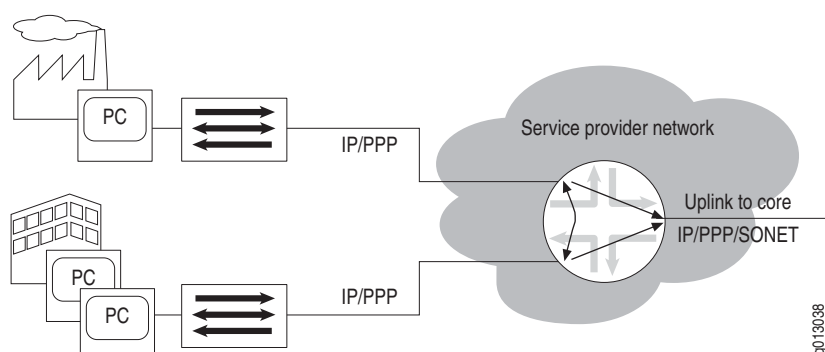 PC
IP/PPP
Service provider network
Uplink to core
IP/PPP/SONET
PC
PC
IP/PPP
g013038